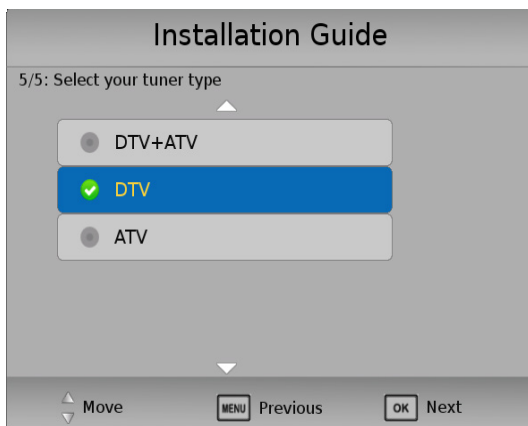 Installation Guide
5/5: Select your tuner type
DTV+ATV
DTV
ATV
Move MENU Previous OK Next